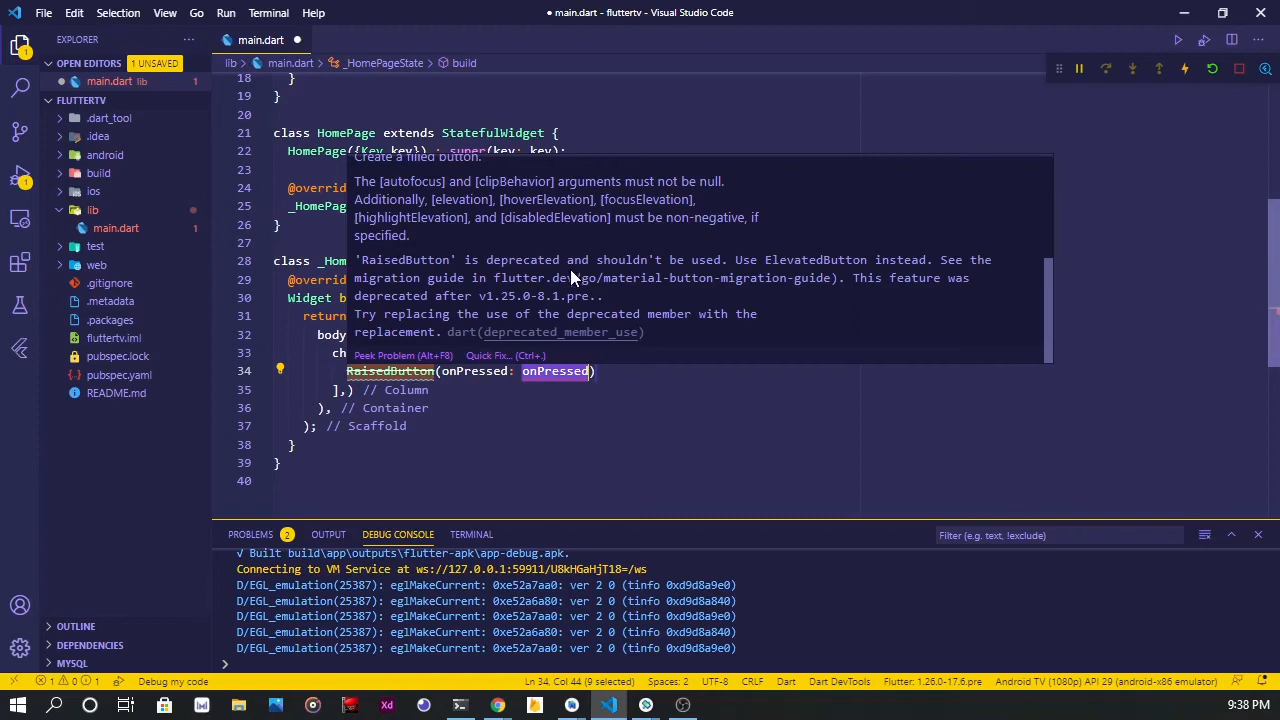 File Edit Selection View Go Run Terminal Help
● main.dart - fluttertv - Visual Studio Code
EXPLORER
OPEN EDITORS 1 UNSAVED
main.dart lib 1
FLUTTERTV
.dart_tool
.idea
android
build
ios
lib
main.dart 1
test
web
.gitignore
.metadata
.packages
fluttertv.iml
pubspec.lock
pubspec.yaml
README.md
OUTLINE
DEPENDENCIES
MYSQL
main.dart ●
lib > main.dart > _HomePageState > build
18 }
19 }
20
21 class HomePage extends StatefulWidget {
22 HomePage({Key key}) : super(key: key);
23
24 @overrid
25 _HomePag
26 }
27
28 class _Hom
29 @overrid
30 Widget b
31 return
32 body
33 ch
34 RaisedButton(onPressed: onPressed)
35 ],) // Column
36 ), // Container
37 ); // Scaffold
38 }
39 }
40
Create a filled button.
The [autofocus] and [clipBehavior] arguments must not be null.
Additionally, [elevation], [hoverElevation], [focusElevation],
[highlightElevation], and [disabledElevation] must be non-negative, if
specified.
'RaisedButton' is deprecated and shouldn't be used. Use ElevatedButton instead. See the
migration guide in flutter.dev/go/material-button-migration-guide). This feature was
deprecated after v1.25.0-8.1.pre..
Try replacing the use of the deprecated member with the
replacement. dart(deprecated_member_use)
Peek Problem (Alt+F8) Quick Fix... (Ctrl+.)
PROBLEMS 2 OUTPUT DEBUG CONSOLE TERMINAL
Filter (e.g. text, !exclude)
√ Built build\app\outputs\flutter-apk\app-debug.apk.
Connecting to VM Service at ws://127.0.0.1:59911/U8kHGaHjT18=/ws
D/EGL_emulation(25387): eglMakeCurrent: 0xe52a7aa0: ver 2 0 (tinfo 0xd9d8a9e0)
D/EGL_emulation(25387): eglMakeCurrent: 0xe52a6a80: ver 2 0 (tinfo 0xd9d8a840)
D/EGL_emulation(25387): eglMakeCurrent: 0xe52a7aa0: ver 2 0 (tinfo 0xd9d8a9e0)
D/EGL_emulation(25387): eglMakeCurrent: 0xe52a6a80: ver 2 0 (tinfo 0xd9d8a840)
D/EGL_emulation(25387): eglMakeCurrent: 0xe52a7aa0: ver 2 0 (tinfo 0xd9d8a9e0)
>
1 0 1 Debug my code
Ln 34, Col 44 (9 selected) Spaces: 2 UTF-8 CRLF Dart Dart DevTools Flutter: 1.26.0-17.6.pre Android TV (1080p) API 29 (android-x86 emulator)
Xd
9:38 PM